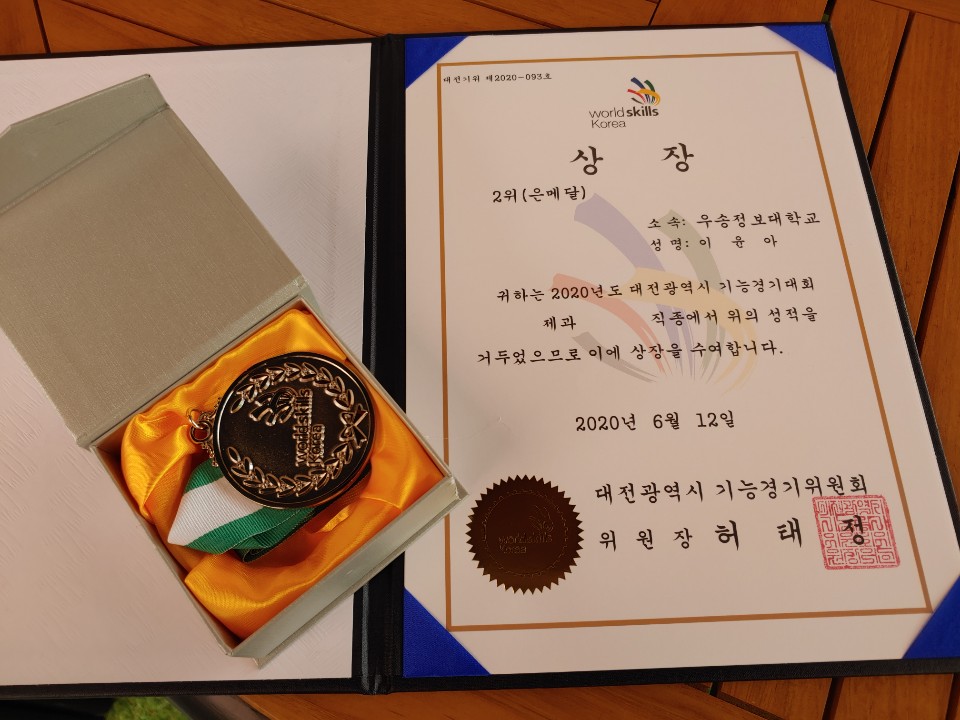 대전기위 제2020-093호
worldskills
Korea
상 장
2위(은메달)
소 속: 우송정보대학교
성 명: 이 윤 아
귀하는 2020년도 대전광역시 기능경기대회
제과 직종에서 위의 성적을
거두었으므로 이에 상장을 수여합니다.
2020년 6월 12일
대전광역시 기능경기위원회
위 원 장 허 태 정
worldskills
Korea
worldskills
Korea